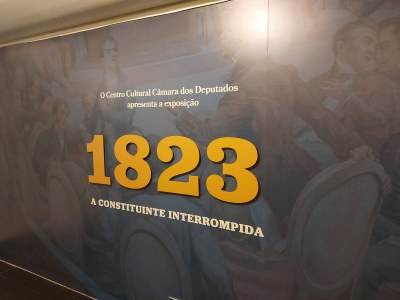 O Centro Cultural Câmara dos Deputados
apresenta a exposição
1823
A CONSTITUINTE INTERROMPIDA